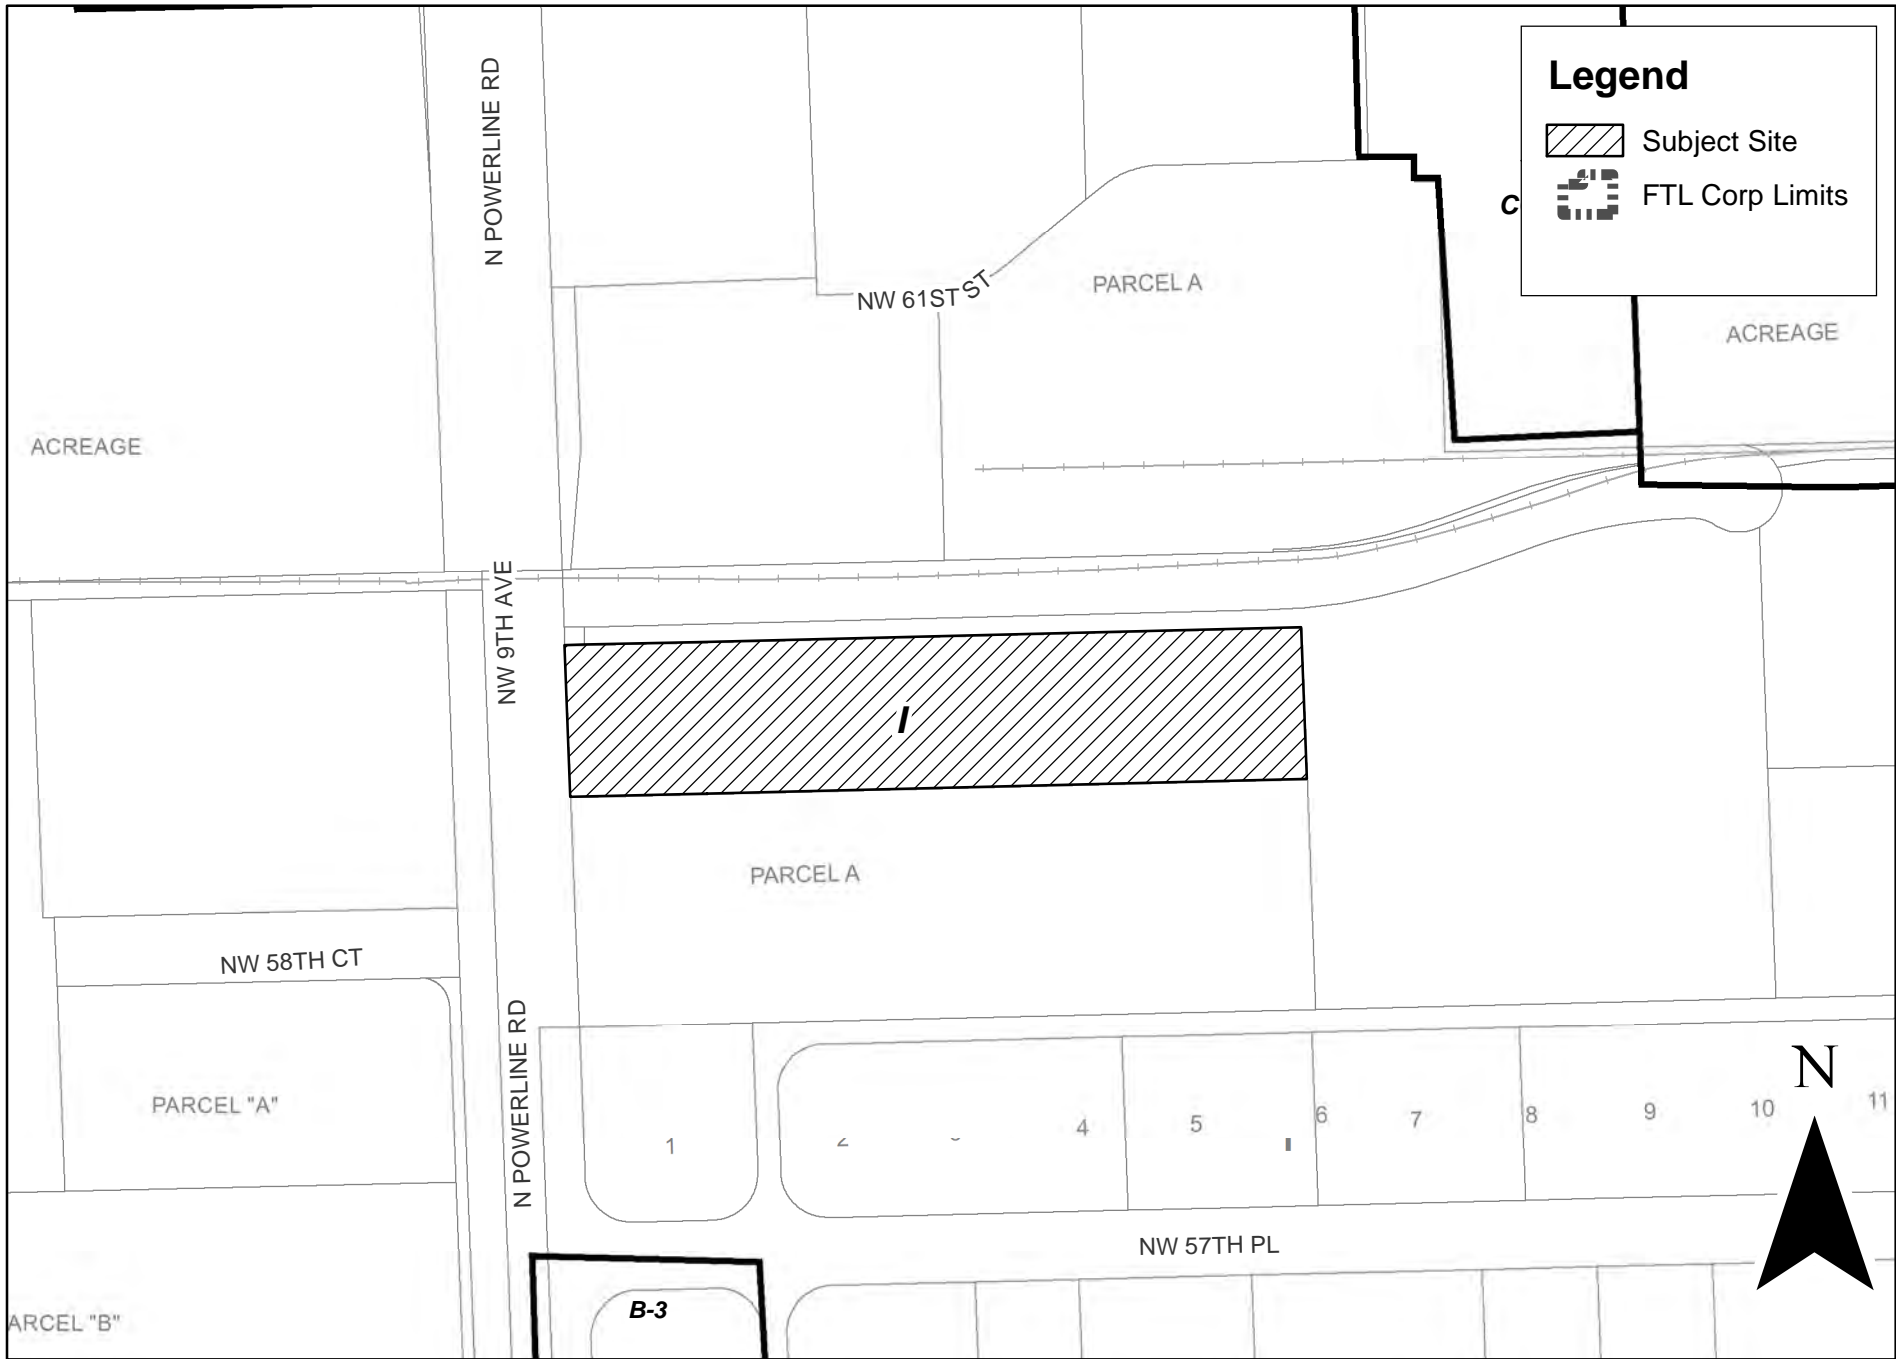 N POWERLINE RD
Legend
Subject Site
FTL Corp Limits
C
NW 61ST ST
PARCEL A
ACREAGE
ACREAGE
NW 9TH AVE
I
PARCEL A
NW 58TH CT
N POWERLINE RD
N
PARCEL "A"
1
4
5
6
7
8
9
10
11
NW 57TH PL
B-3
ARCEL "B"